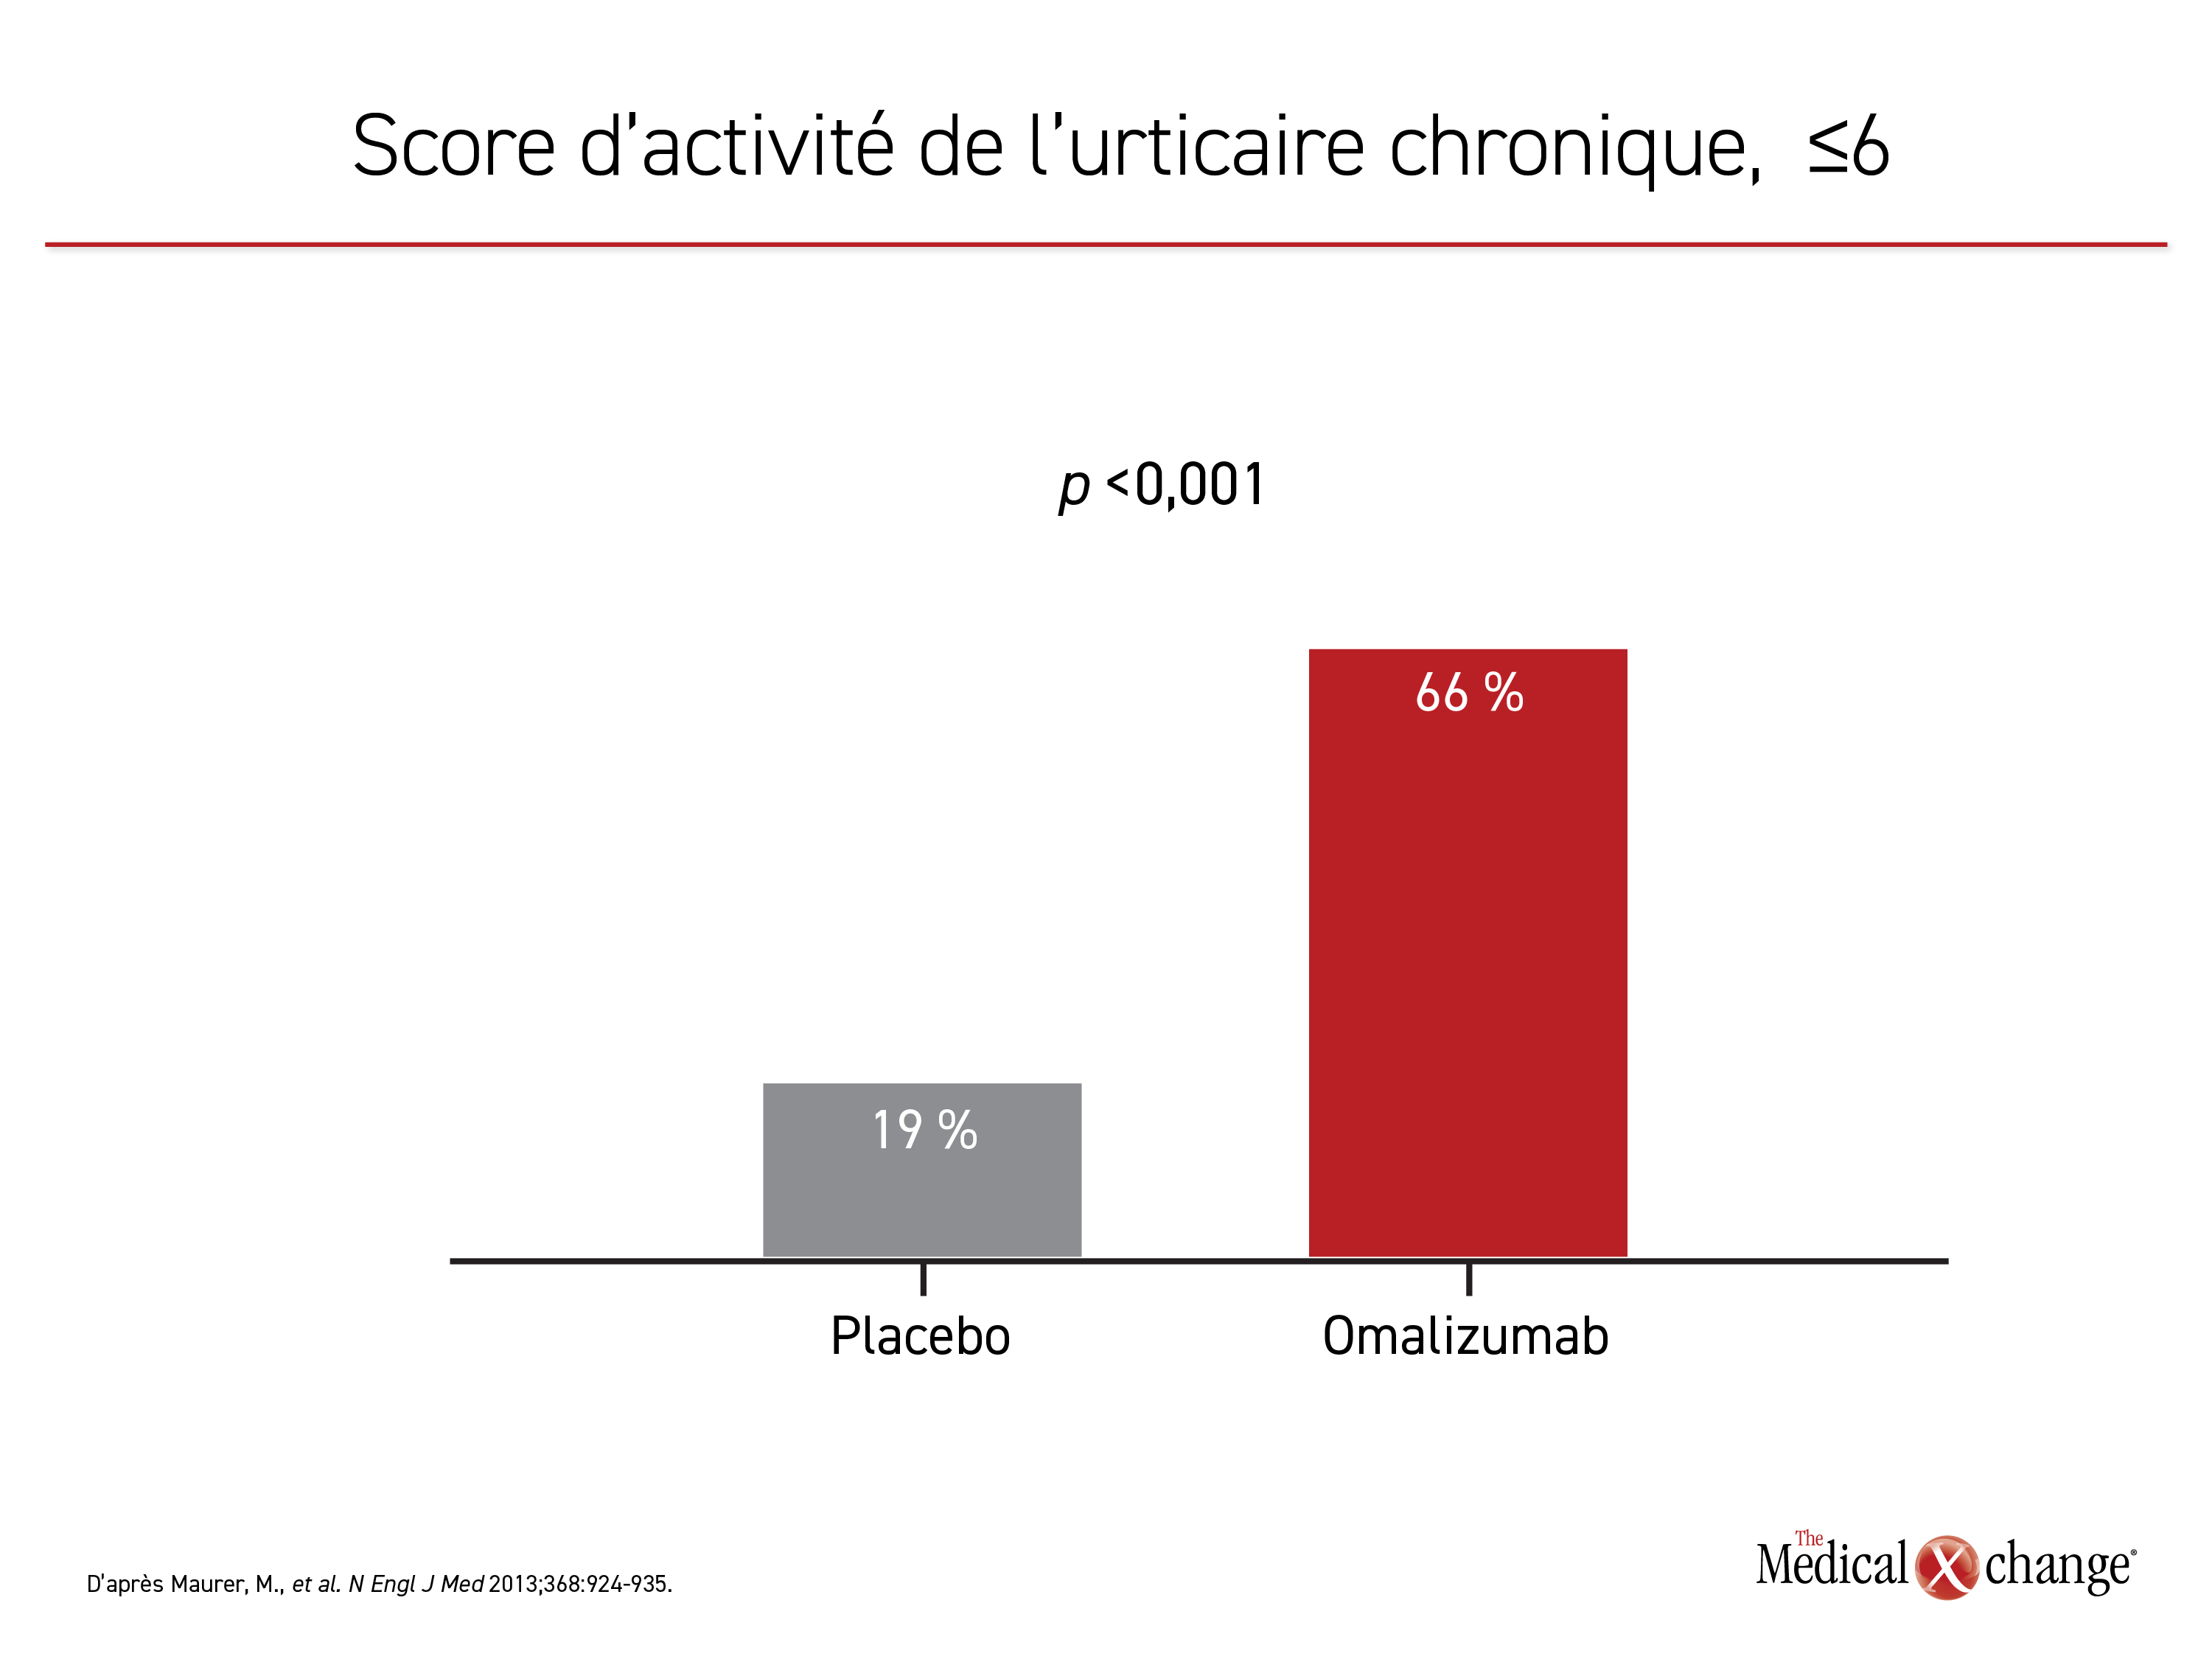 Score d'activité de l'urticaire chronique, ≤6
p <0,001
66 %
19 %
Placebo
Omalizumab
D'après Maurer, M., et al. N Engl J Med 2013;368:924-935.
The
Medical Xchange®